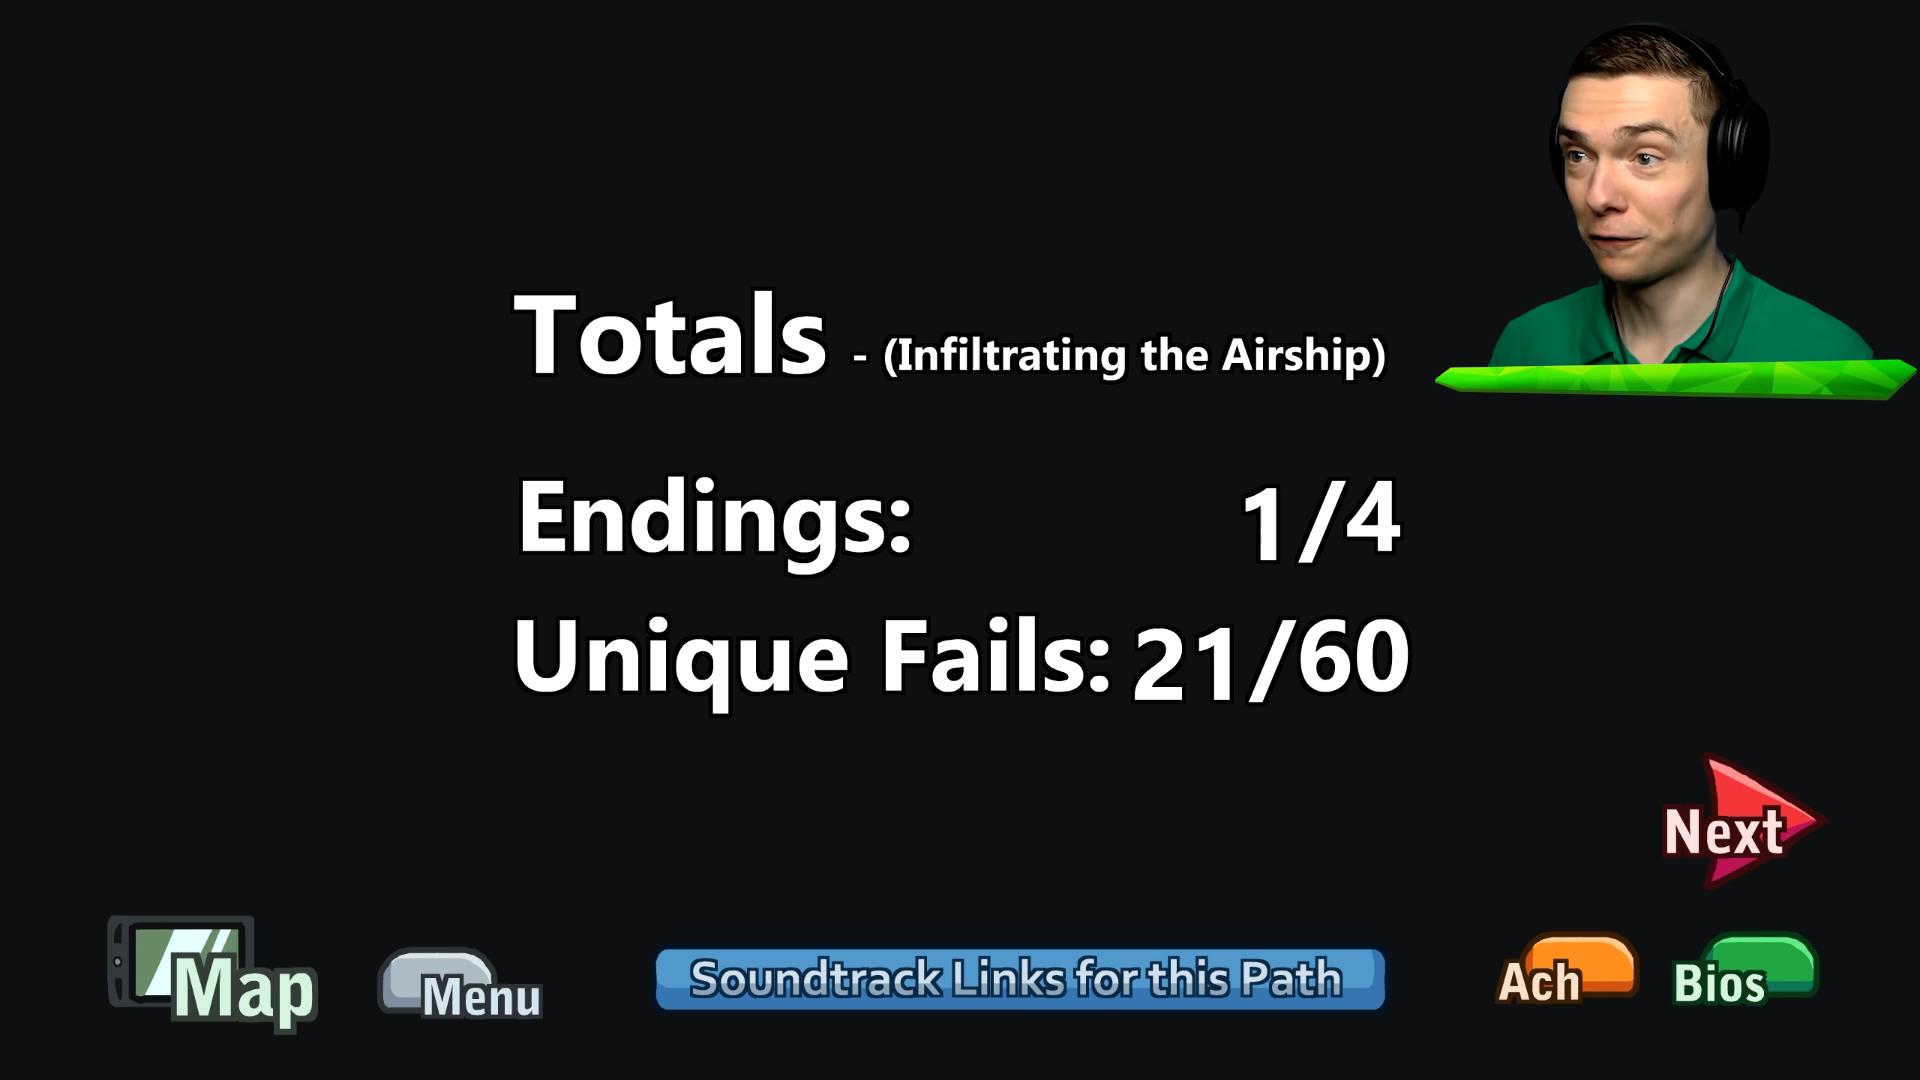 Totals - (Infiltrating the Airship)
Endings: 1/4
Unique Fails: 21/60
Next
Map
Menu
Soundtrack Links for this Path
Ach
Bios